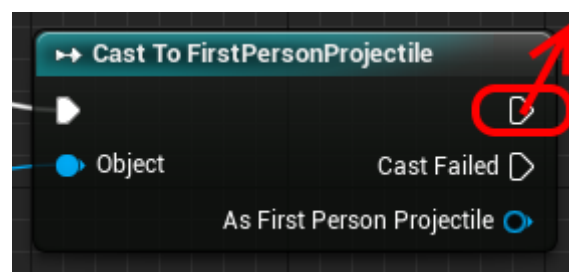 Cast To FirstPersonProjectile
Object
Cast Failed
As First Person Projectile